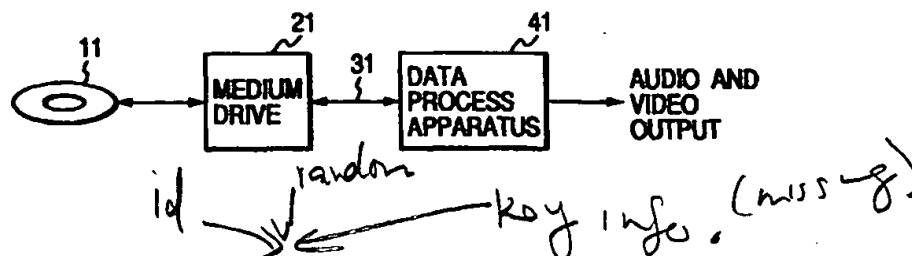 11
21
31
41
MEDIUM
DRIVE
DATA
PROCESS
APPARATUS
AUDIO AND
VIDEO
OUTPUT
id
random
key info. (missing)